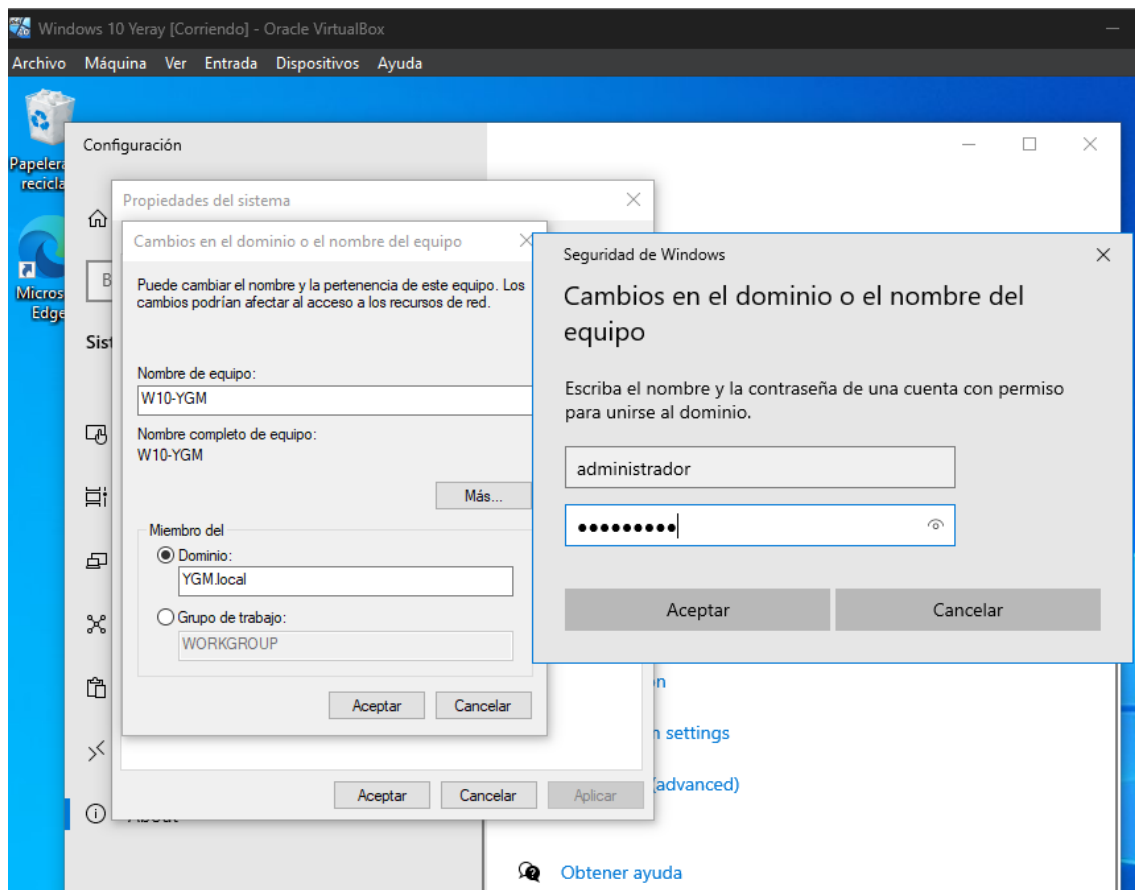 Windows 10 Yeray [Corriendo] - Oracle VirtualBox
Archivo Máquina Ver Entrada Dispositivos Ayuda
Configuración
Propiedades del sistema
Cambios en el dominio o el nombre del equipo
Puede cambiar el nombre y la pertenencia de este equipo. Los
cambios podrían afectar al acceso a los recursos de red.
Nombre de equipo:
W10-YGM
Nombre completo de equipo:
W10-YGM
Más...
Miembro del
Dominio:
YGM.local
Grupo de trabajo:
WORKGROUP
Aceptar Cancelar
Aceptar Cancelar Aplicar
Seguridad de Windows
Cambios en el dominio o el nombre del
equipo
Escriba el nombre y la contraseña de una cuenta con permiso
para unirse al dominio.
administrador
Aceptar Cancelar
settings
(advanced)
Obtener ayuda
Edge